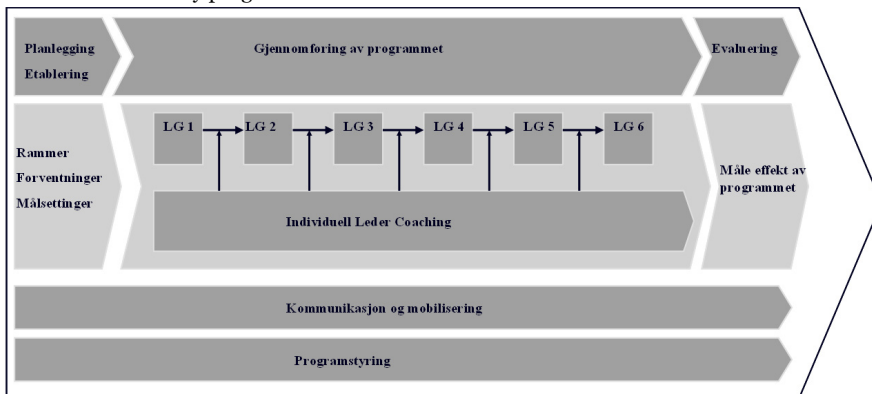 Planlegging
Etablering
Gjennomføring av programmet
Evaluering
Rammer
Forventninger
Målsettinger
LG 1
LG 2
LG 3
LG 4
LG 5
LG 6
Individuell Leder Coaching
Måle effekt av
programmet
Kommunikasjon og mobilisering
Programstyring